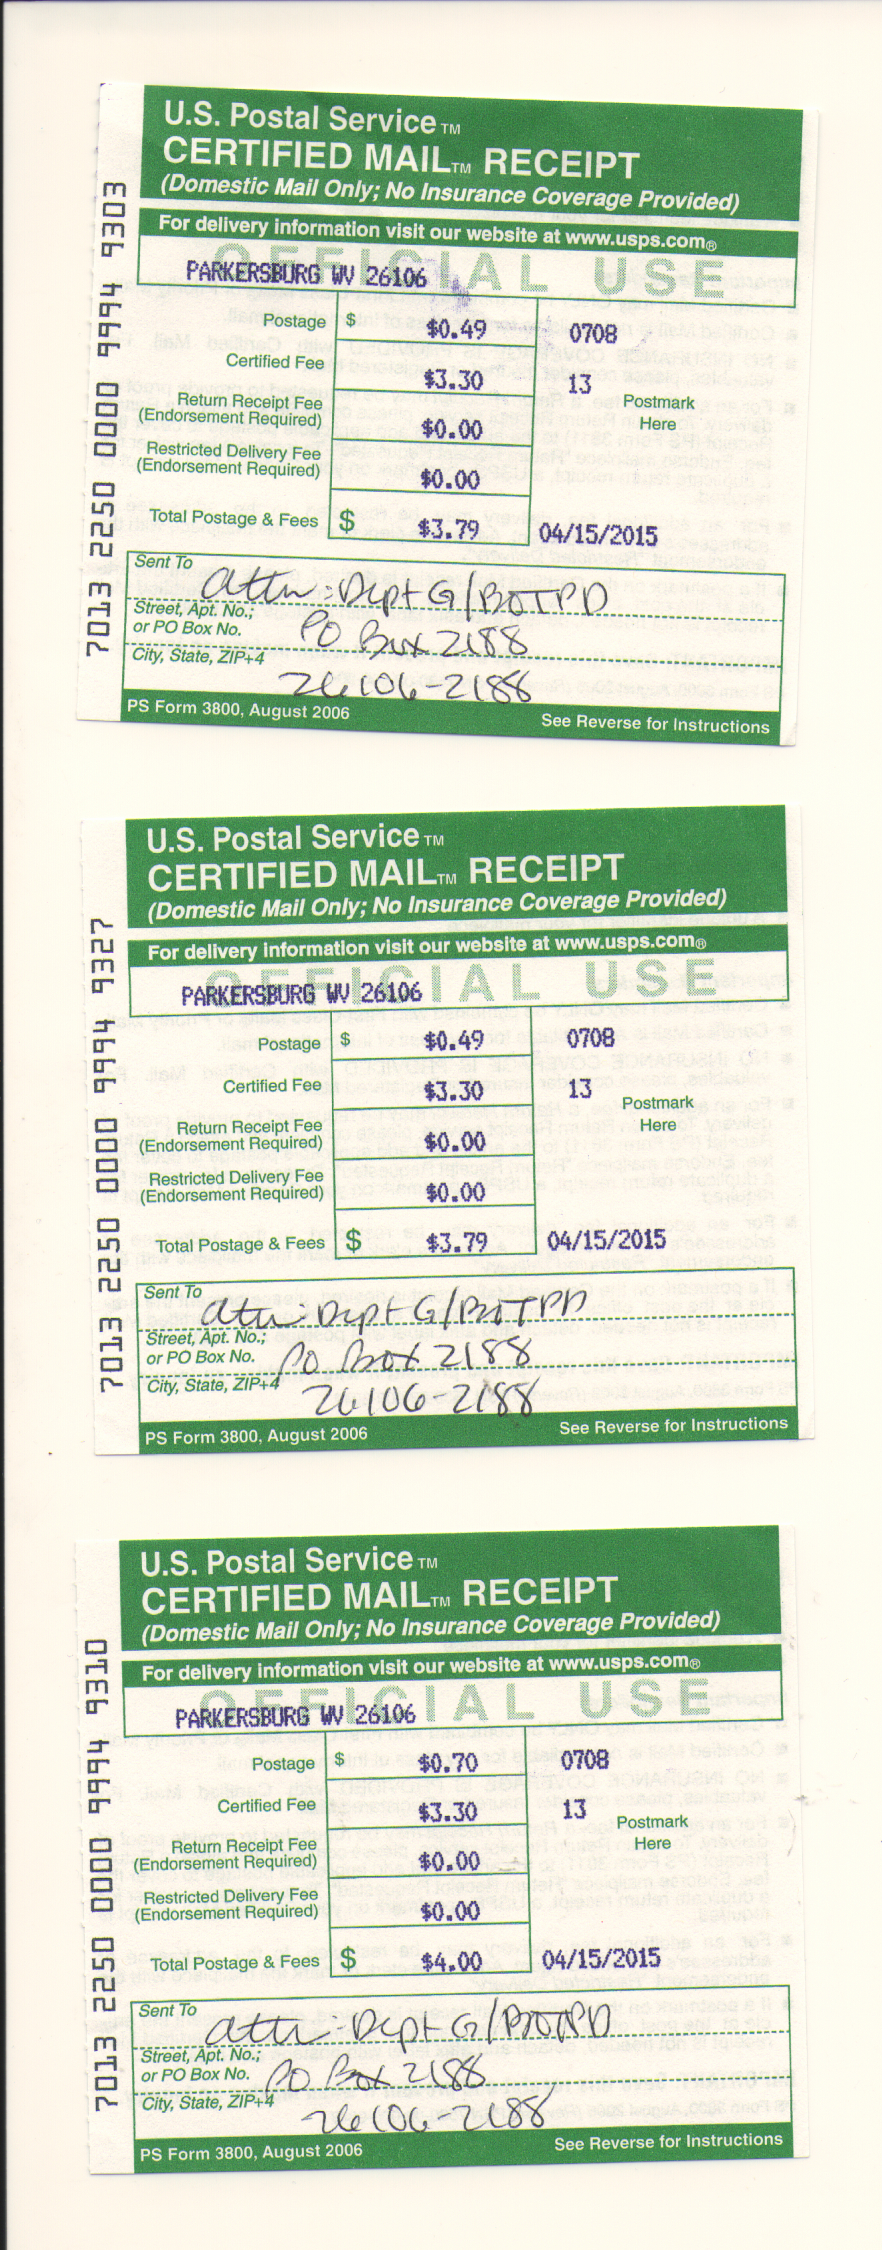 U.S. Postal Service™
CERTIFIED MAIL™ RECEIPT
(Domestic Mail Only; No Insurance Coverage Provided)
For delivery information visit our website at www.usps.com®
OFFICIAL USE
PARKERSBURG WV 26106
Postage $ $0.49 0708
Certified Fee $3.30 13
Postmark
Here
Return Receipt Fee
(Endorsement Required) $0.00
Restricted Delivery Fee
(Endorsement Required) $0.00
Total Postage & Fees $ $3.79 04/15/2015
Sent To Attn: Dept G/BOTPD
Street, Apt. No.;
or PO Box No. PO Box 2188
City, State, ZIP+4 26106-2188
PS Form 3800, August 2006 See Reverse for Instructions
7013 2250 0000 9994 9303
U.S. Postal Service™
CERTIFIED MAIL™ RECEIPT
(Domestic Mail Only; No Insurance Coverage Provided)
For delivery information visit our website at www.usps.com®
OFFICIAL USE
PARKERSBURG WV 26106
Postage $ $0.49 0708
Certified Fee $3.30 13
Postmark
Here
Return Receipt Fee
(Endorsement Required) $0.00
Restricted Delivery Fee
(Endorsement Required) $0.00
Total Postage & Fees $ $3.79 04/15/2015
Sent To Attn: Dept G/BOTPD
Street, Apt. No.;
or PO Box No. PO Box 2188
City, State, ZIP+4 26106-2188
PS Form 3800, August 2006 See Reverse for Instructions
7013 2250 0000 9994 9327
U.S. Postal Service™
CERTIFIED MAIL™ RECEIPT
(Domestic Mail Only; No Insurance Coverage Provided)
For delivery information visit our website at www.usps.com®
OFFICIAL USE
PARKERSBURG WV 26106
Postage $ $0.70 0708
Certified Fee $3.30 13
Postmark
Here
Return Receipt Fee
(Endorsement Required) $0.00
Restricted Delivery Fee
(Endorsement Required) $0.00
Total Postage & Fees $ $4.00 04/15/2015
Sent To Attn: Dept G/BOTPD
Street, Apt. No.;
or PO Box No. PO Box 2188
City, State, ZIP+4 26106-2188
PS Form 3800, August 2006 See Reverse for Instructions
7013 2250 0000 9994 9310